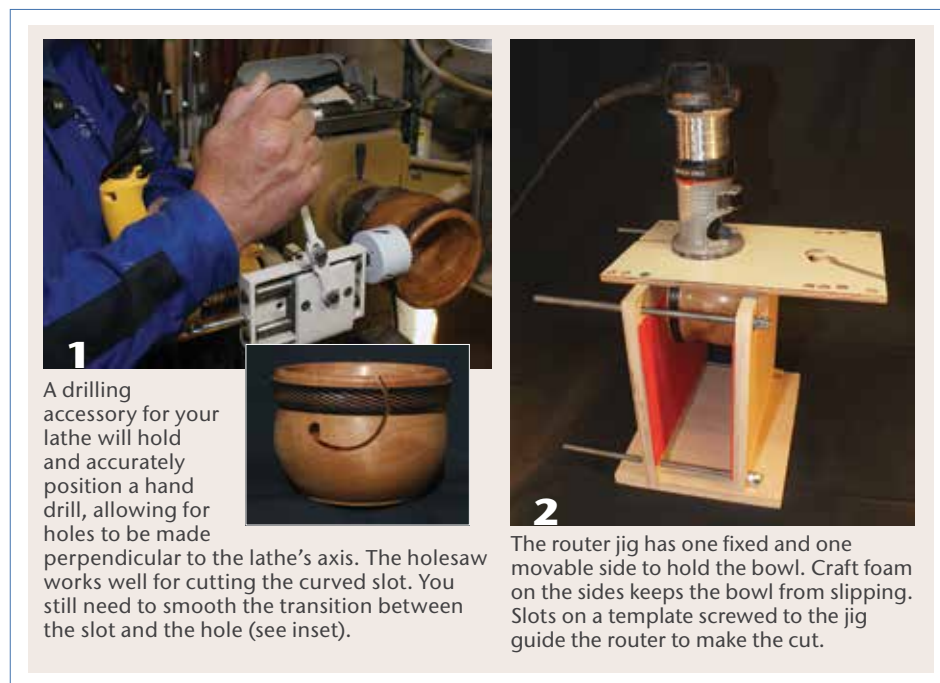 1
A drilling
accessory for your
lathe will hold
and accurately
position a hand
drill, allowing for
holes to be made
perpendicular to the lathe's axis. The holesaw
works well for cutting the curved slot. You
still need to smooth the transition between
the slot and the hole (see inset).
2
The router jig has one fixed and one
movable side to hold the bowl. Craft foam
on the sides keeps the bowl from slipping.
Slots on a template screwed to the jig
guide the router to make the cut.